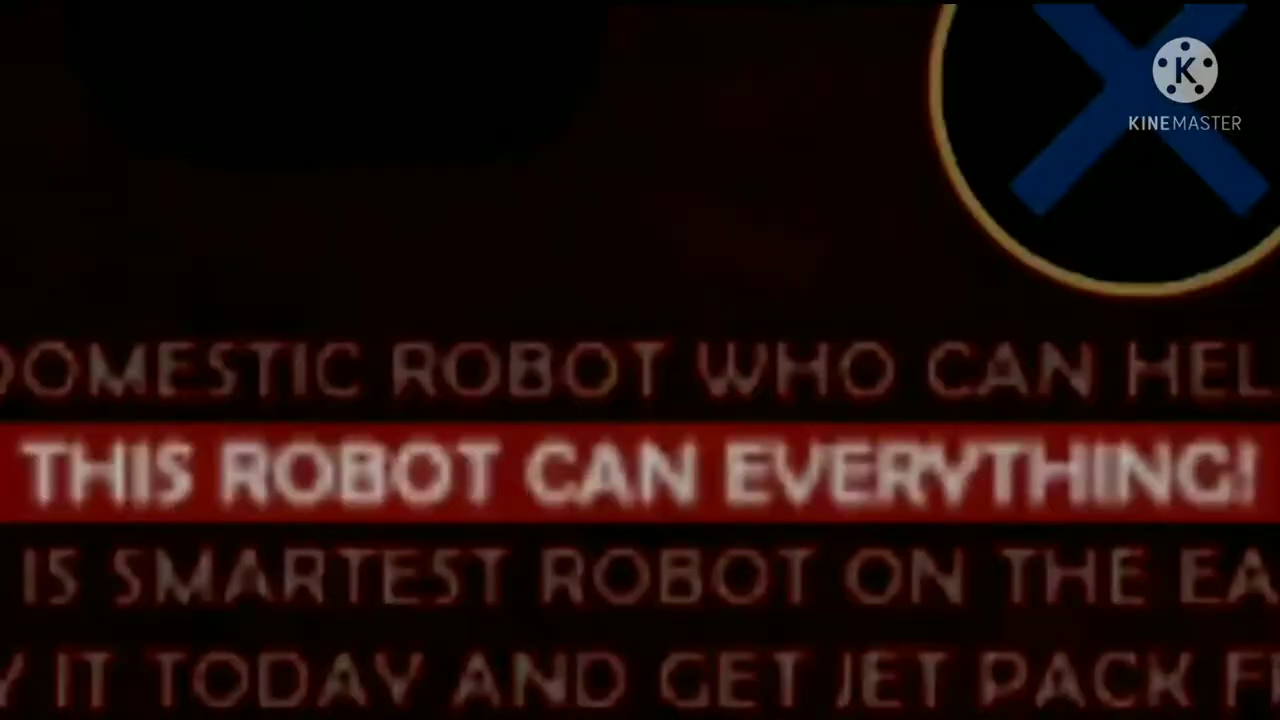 K
KINEMASTER
DOMESTIC ROBOT WHO CAN HEL
THIS ROBOT CAN EVERYTHING!
IS SMARTEST ROBOT ON THE EA
Y IT TODAY AND GET JET PACK